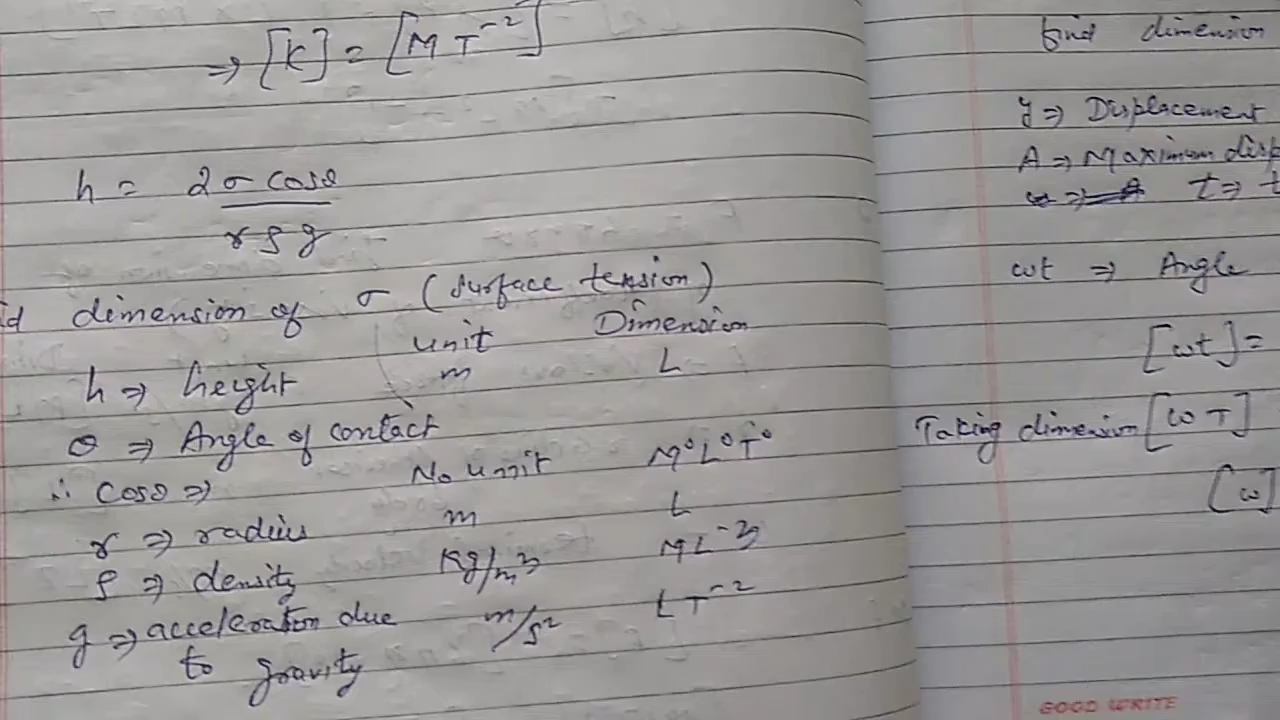 ⇒ [K] = [M T⁻²]
h = 2σ cosθ
r ρ g
dimension of σ (surface tension)
unit Dimension
h ⇒ height m L
θ ⇒ Angle of contact
∴ cosθ ⇒ No unit M⁰L⁰T⁰
r ⇒ radius m L
ρ ⇒ density Kg/m³ ML⁻³
g ⇒ acceleration due m/s² LT⁻²
to gravity
find dimension
y ⇒ Displacement
A ⇒ Maximum disp
t ⇒ t
ωt ⇒ Angle
[ωt] =
Taking dimension [ω T]
[ω]
GOOD WRITE